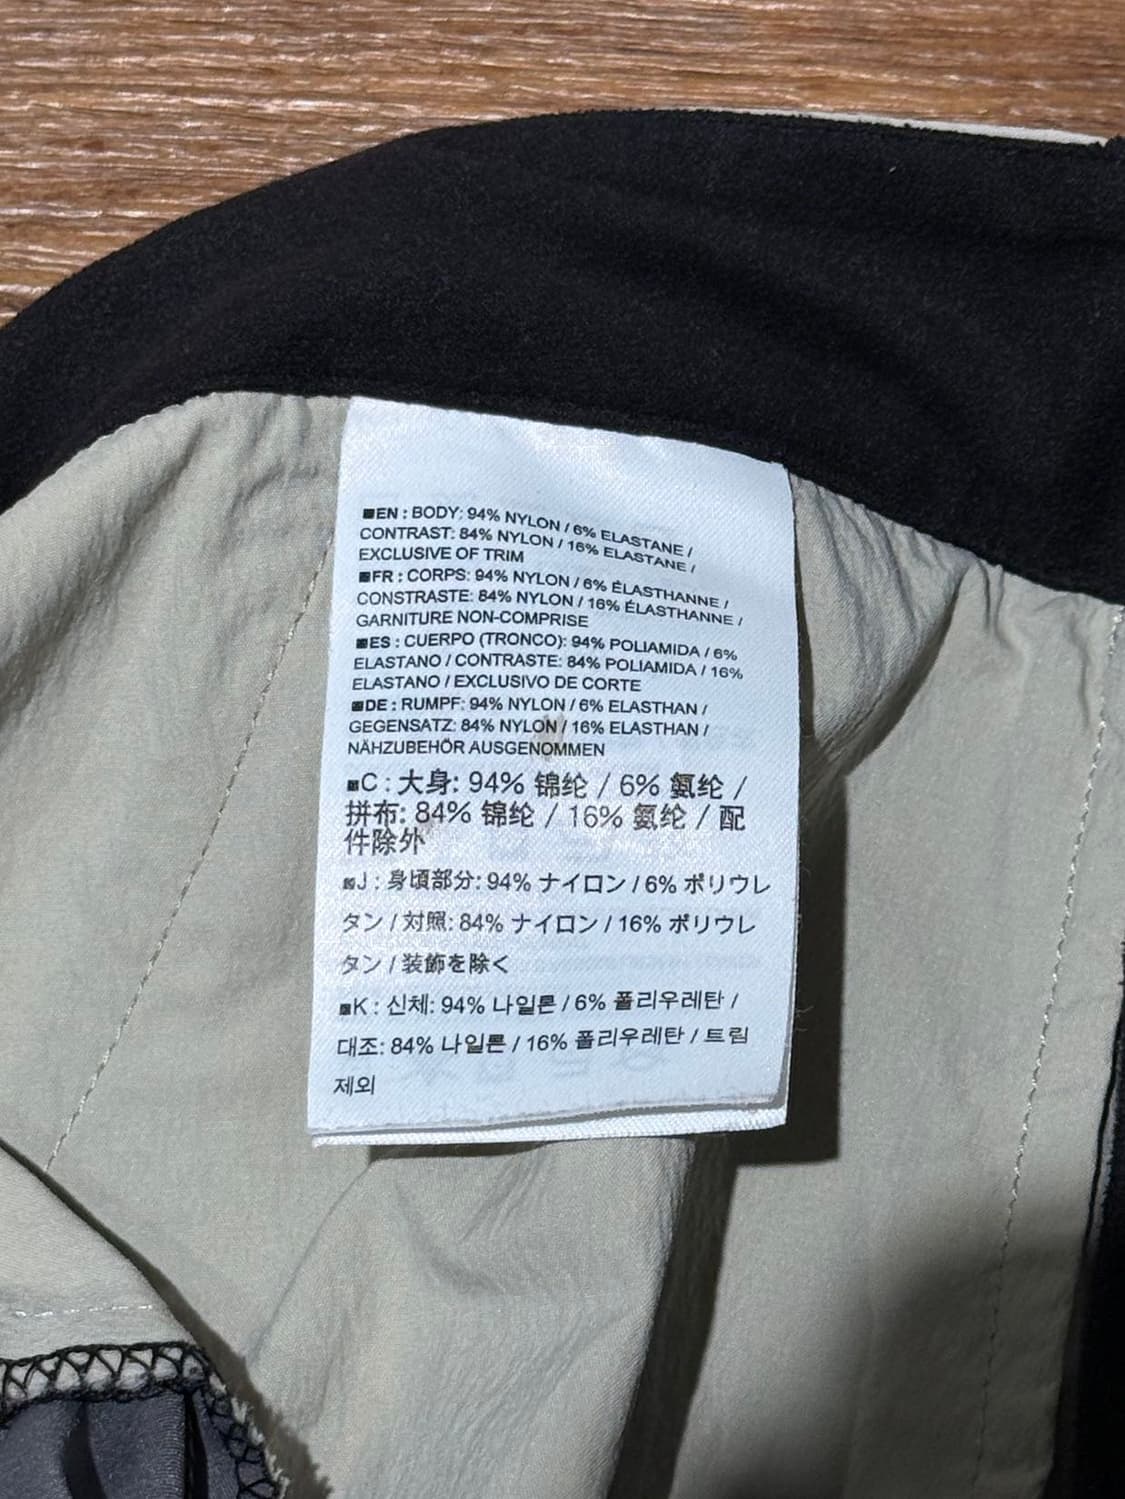 ■EN : BODY: 94% NYLON / 6% ELASTANE /
CONTRAST: 84% NYLON / 16% ELASTANE /
EXCLUSIVE OF TRIM
■FR : CORPS: 94% NYLON / 6% ÉLASTHANNE /
CONSTRASTE: 84% NYLON / 16% ÉLASTHANNE /
GARNITURE NON-COMPRISE
■ES : CUERPO (TRONCO): 94% POLIAMIDA / 6%
ELASTANO / CONTRASTE: 84% POLIAMIDA / 16%
ELASTANO / EXCLUSIVO DE CORTE
■DE : RUMPF: 94% NYLON / 6% ELASTHAN /
GEGENSATZ: 84% NYLON / 16% ELASTHAN /
NÄHZUBEHÖR AUSGENOMMEN
■C : 大身: 94% 锦纶 / 6% 氨纶 /
拼布: 84% 锦纶 / 16% 氨纶 / 配
件除外
■J : 身頃部分: 94% ナイロン / 6% ポリウレ
タン / 対照: 84% ナイロン / 16% ポリウレ
タン / 装飾を除く
■K : 신체: 94% 나일론 / 6% 폴리우레탄 /
대조: 84% 나일론 / 16% 폴리우레탄 / 트림
제외